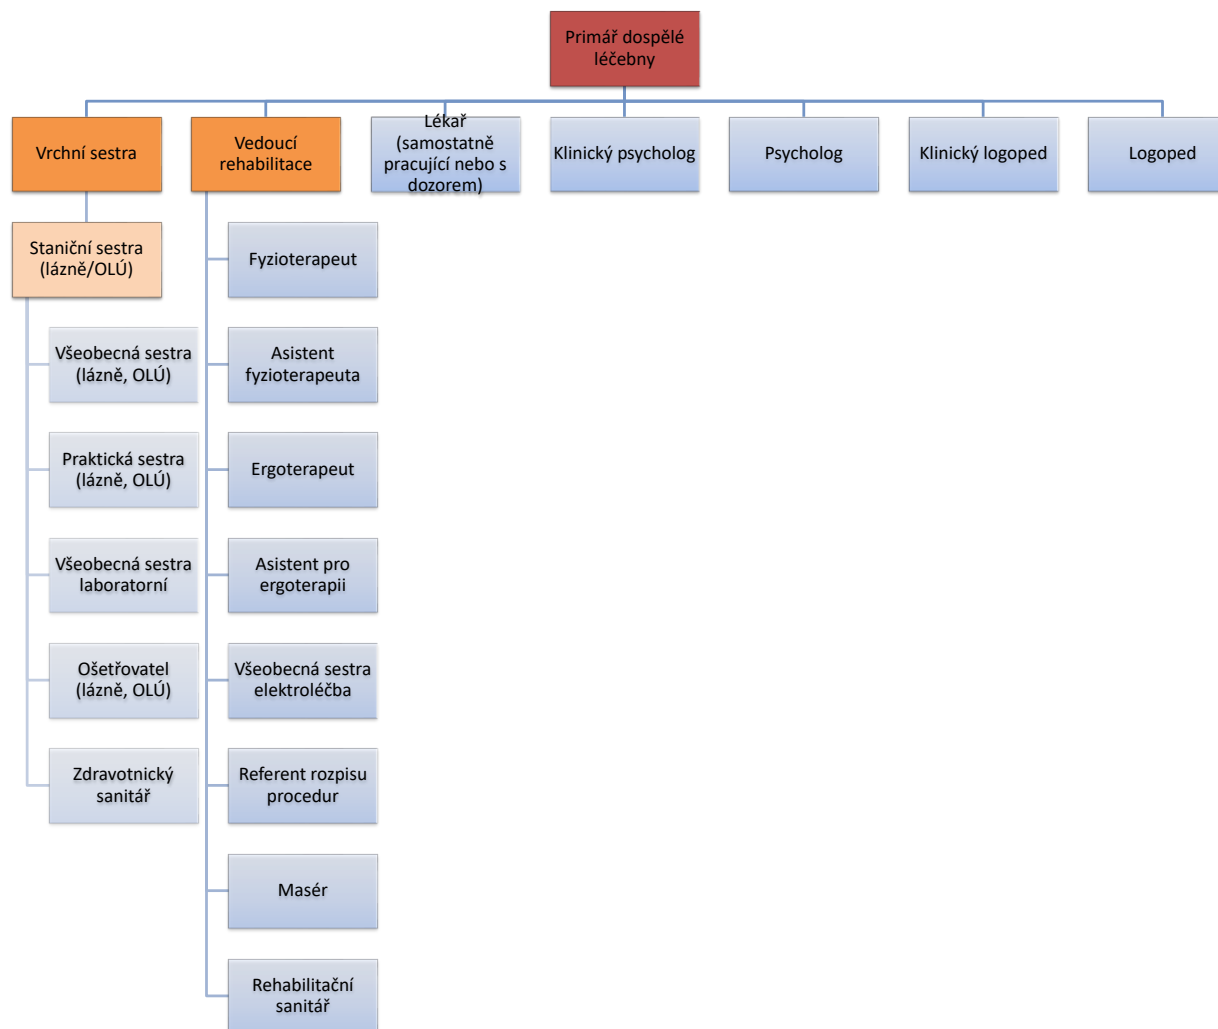 Primář dospělé
léčebny
Vrchní sestra
Vedoucí
rehabilitace
Lékař
(samostatně
pracující nebo s
dozorem)
Klinický psycholog
Psycholog
Klinický logoped
Logoped
Staniční sestra
(lázně/OLÚ)
Všeobecná sestra
(lázně, OLÚ)
Praktická sestra
(lázně, OLÚ)
Všeobecná sestra
laboratorní
Ošetřovatel
(lázně, OLÚ)
Zdravotnický
sanitář
Fyzioterapeut
Asistent
fyzioterapeuta
Ergoterapeut
Asistent pro
ergoterapii
Všeobecná sestra
elektroléčba
Referent rozpisu
procedur
Masér
Rehabilitační
sanitář